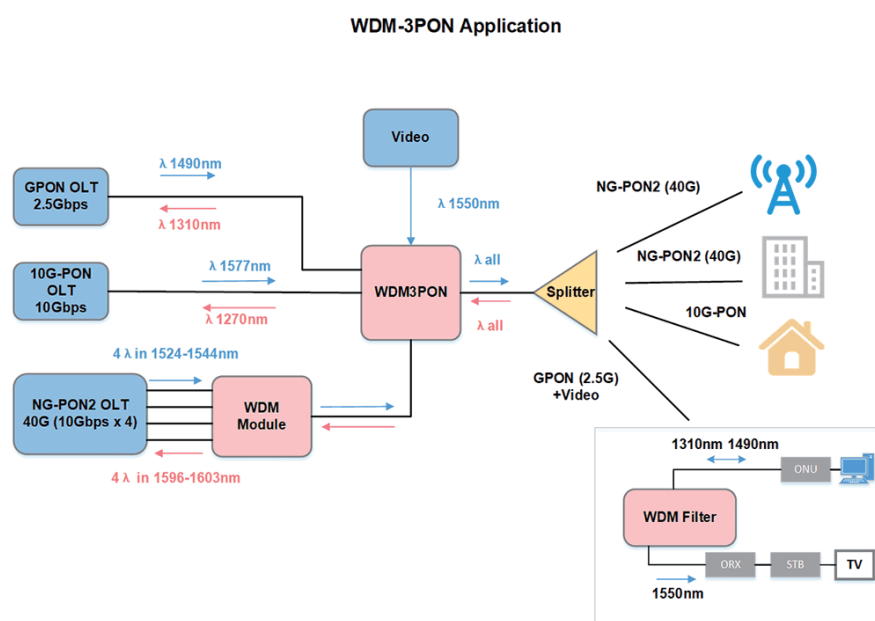 WDM-3PON Application
Video
λ 1490nm
GPON OLT
2.5Gbps
λ 1310nm
λ 1550nm
NG-PON2 (40G)
NG-PON2 (40G)
10G-PON
OLT
10Gbps
λ 1577nm
λ 1270nm
WDM3PON
λ all
λ all
Splitter
10G-PON
4 λ in 1524-1544nm
NG-PON2 OLT
40G (10Gbps x 4)
WDM
Module
4 λ in 1596-1603nm
GPON (2.5G)
+Video
1310nm 1490nm
ONU
WDM Filter
ORX
STB
TV
1550nm